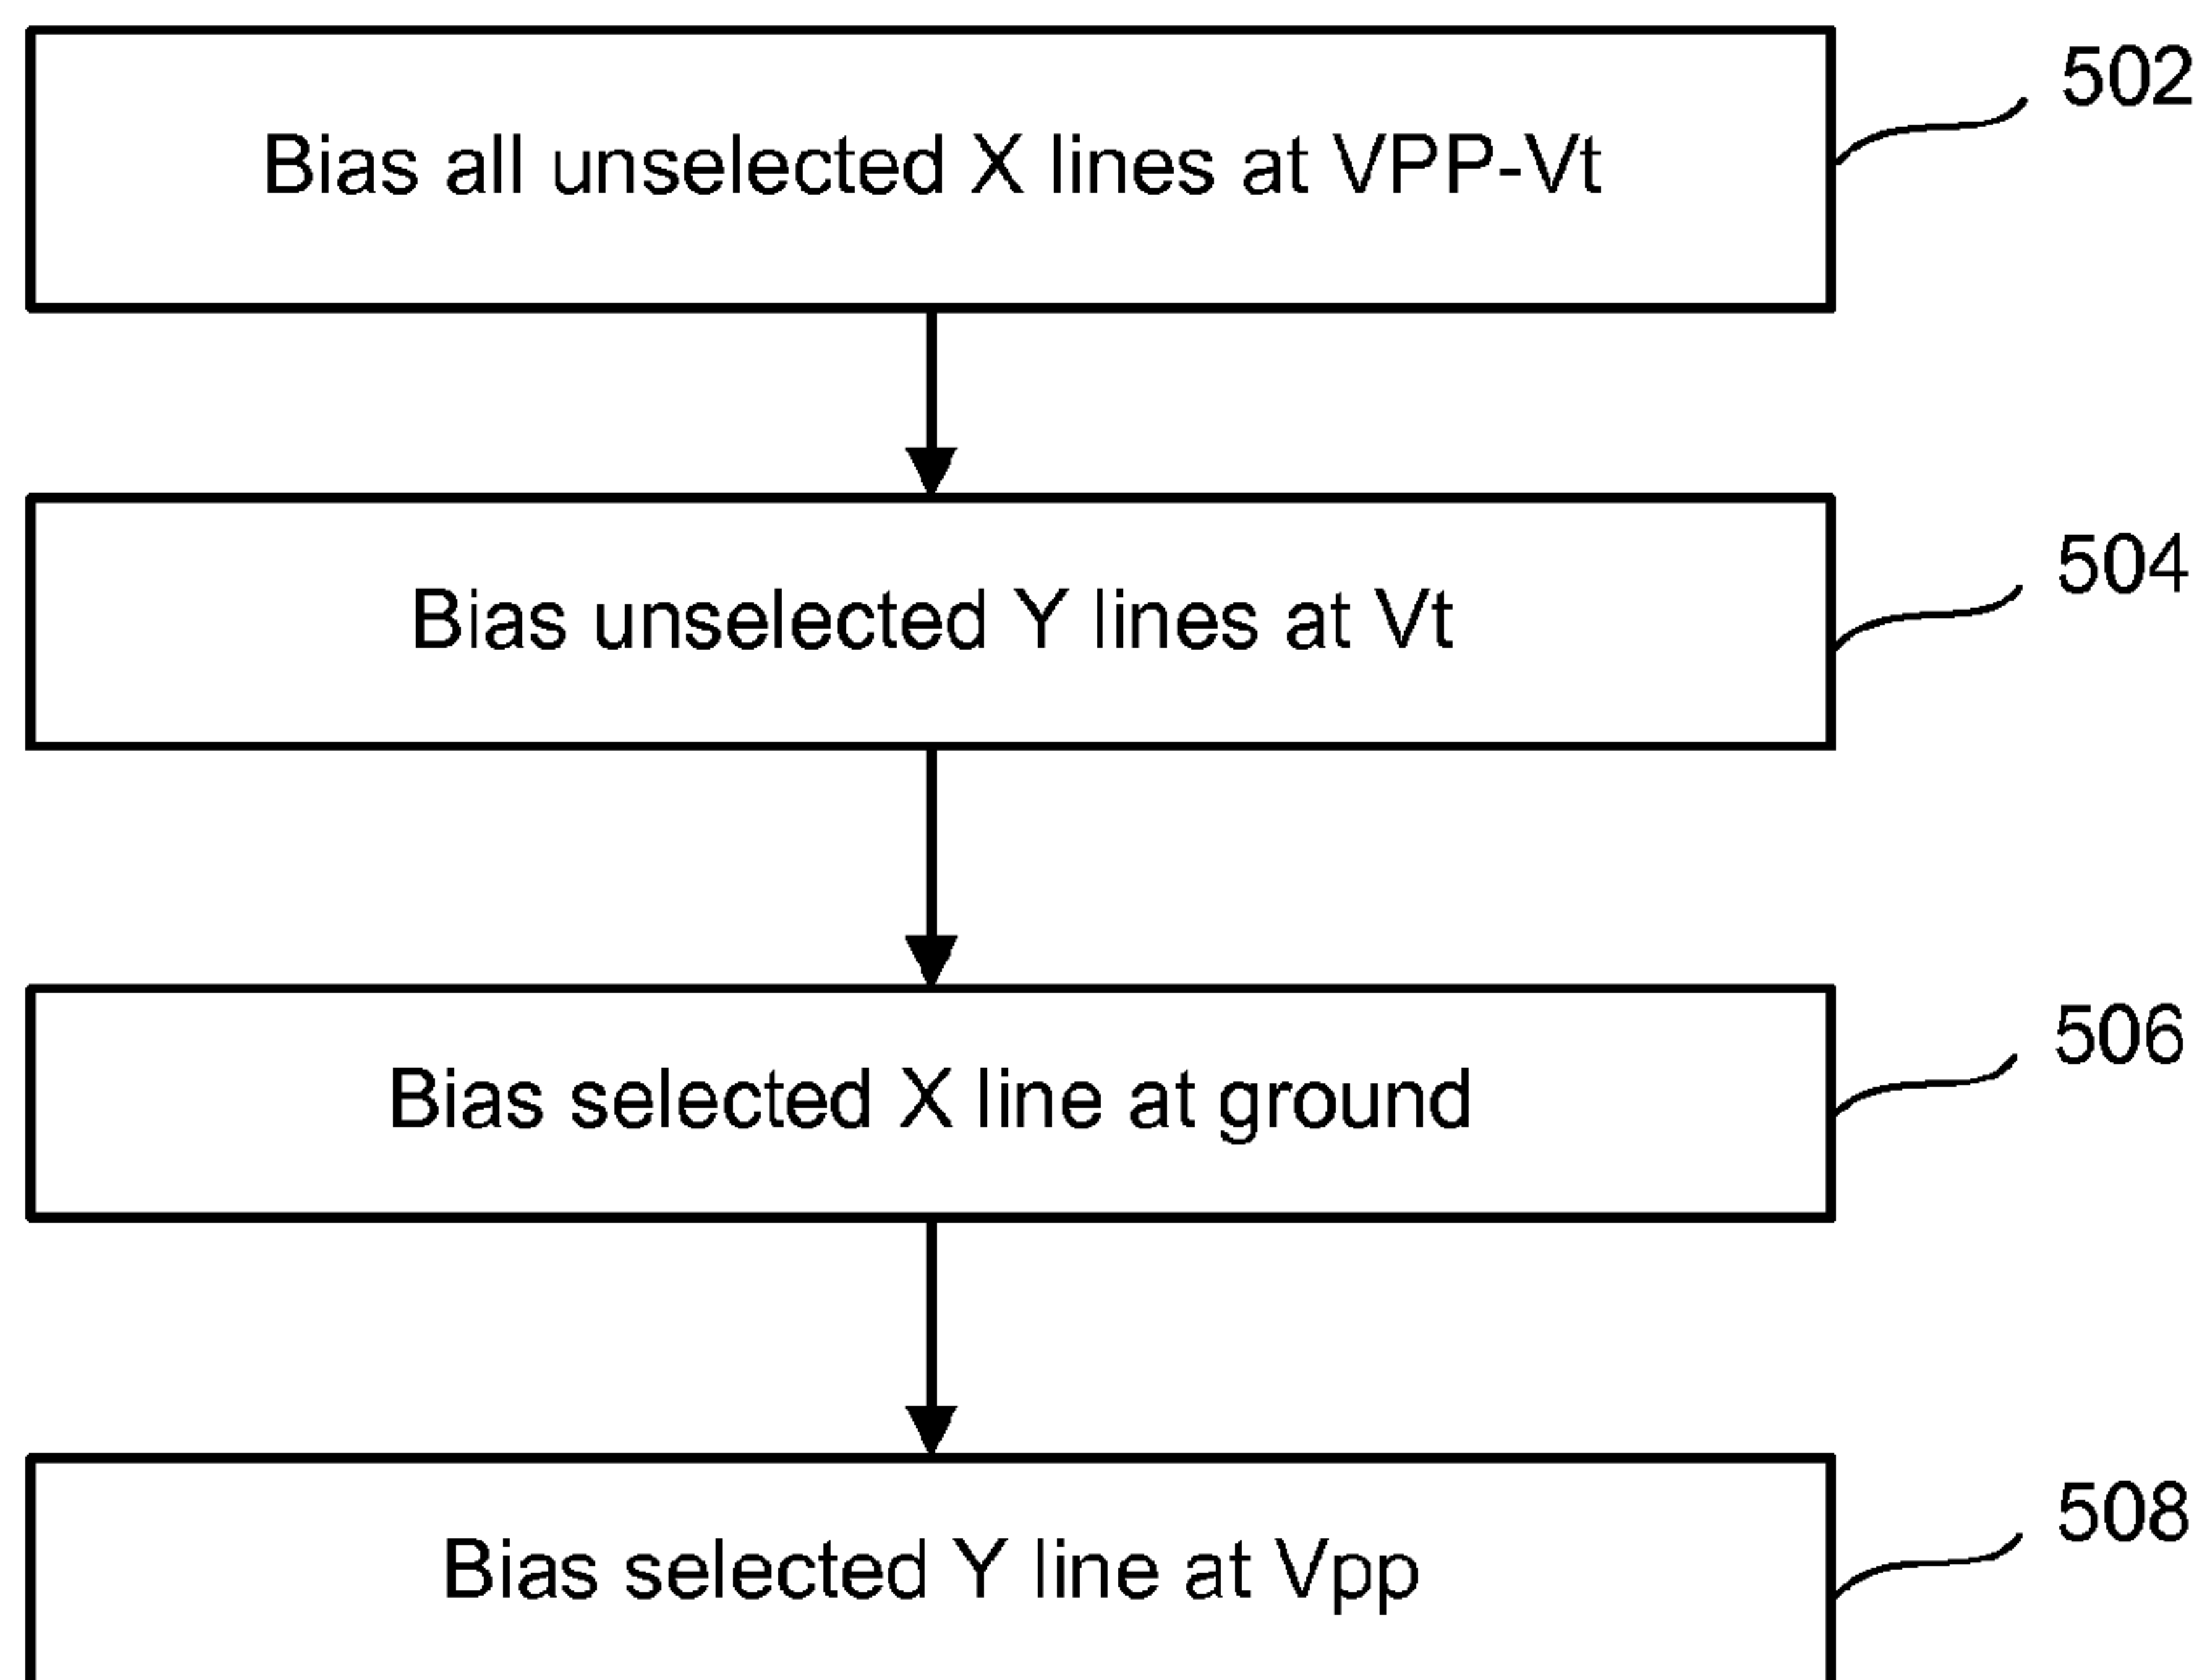 Bias all unselected X lines at VPP-Vt
502
Bias unselected Y lines at Vt
504
Bias selected X line at ground
506
Bias selected Y line at Vpp
508